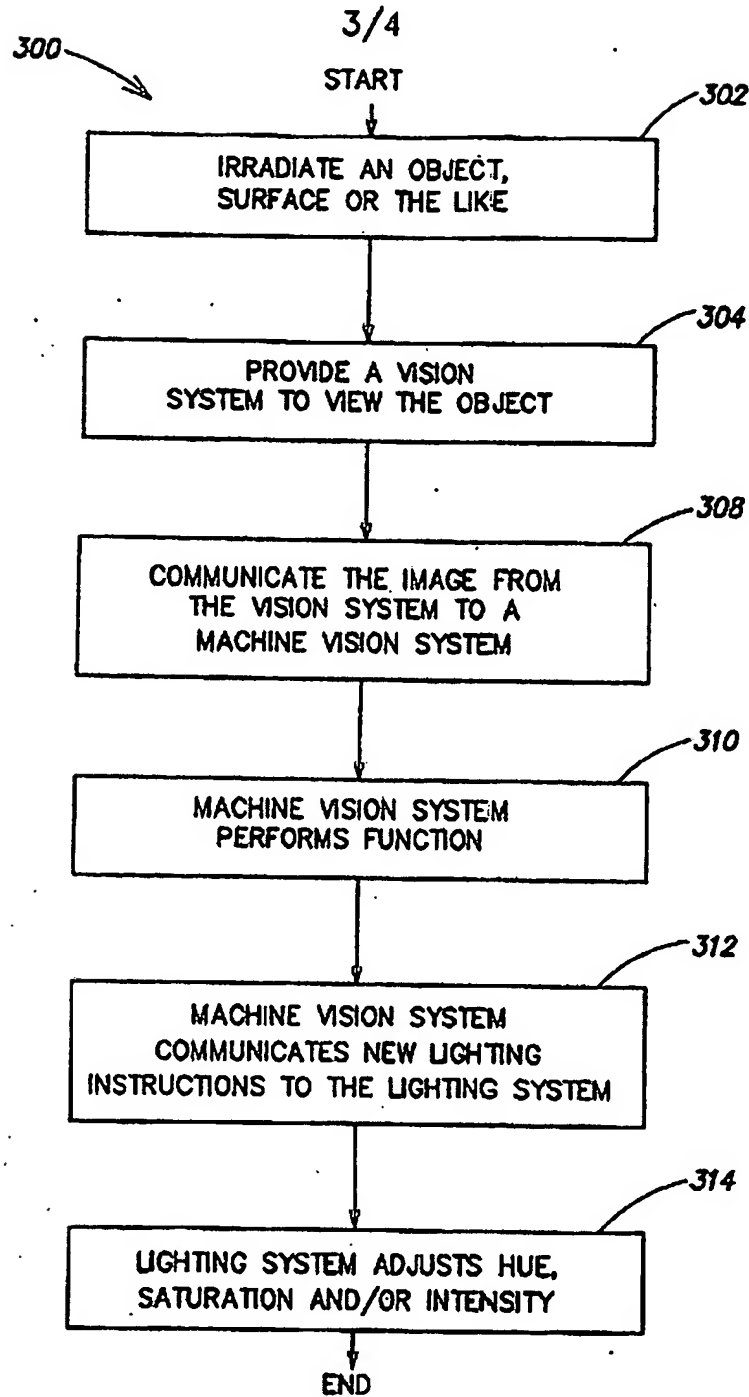 3/4
300
START
302
IRRADIATE AN OBJECT,
SURFACE OR THE LIKE
304
PROVIDE A VISION
SYSTEM TO VIEW THE OBJECT
308
COMMUNICATE THE IMAGE FROM
THE VISION SYSTEM TO A
MACHINE VISION SYSTEM
310
MACHINE VISION SYSTEM
PERFORMS FUNCTION
312
MACHINE VISION SYSTEM
COMMUNICATES NEW LIGHTING
INSTRUCTIONS TO THE LIGHTING SYSTEM
314
LIGHTING SYSTEM ADJUSTS HUE,
SATURATION AND/OR INTENSITY
END